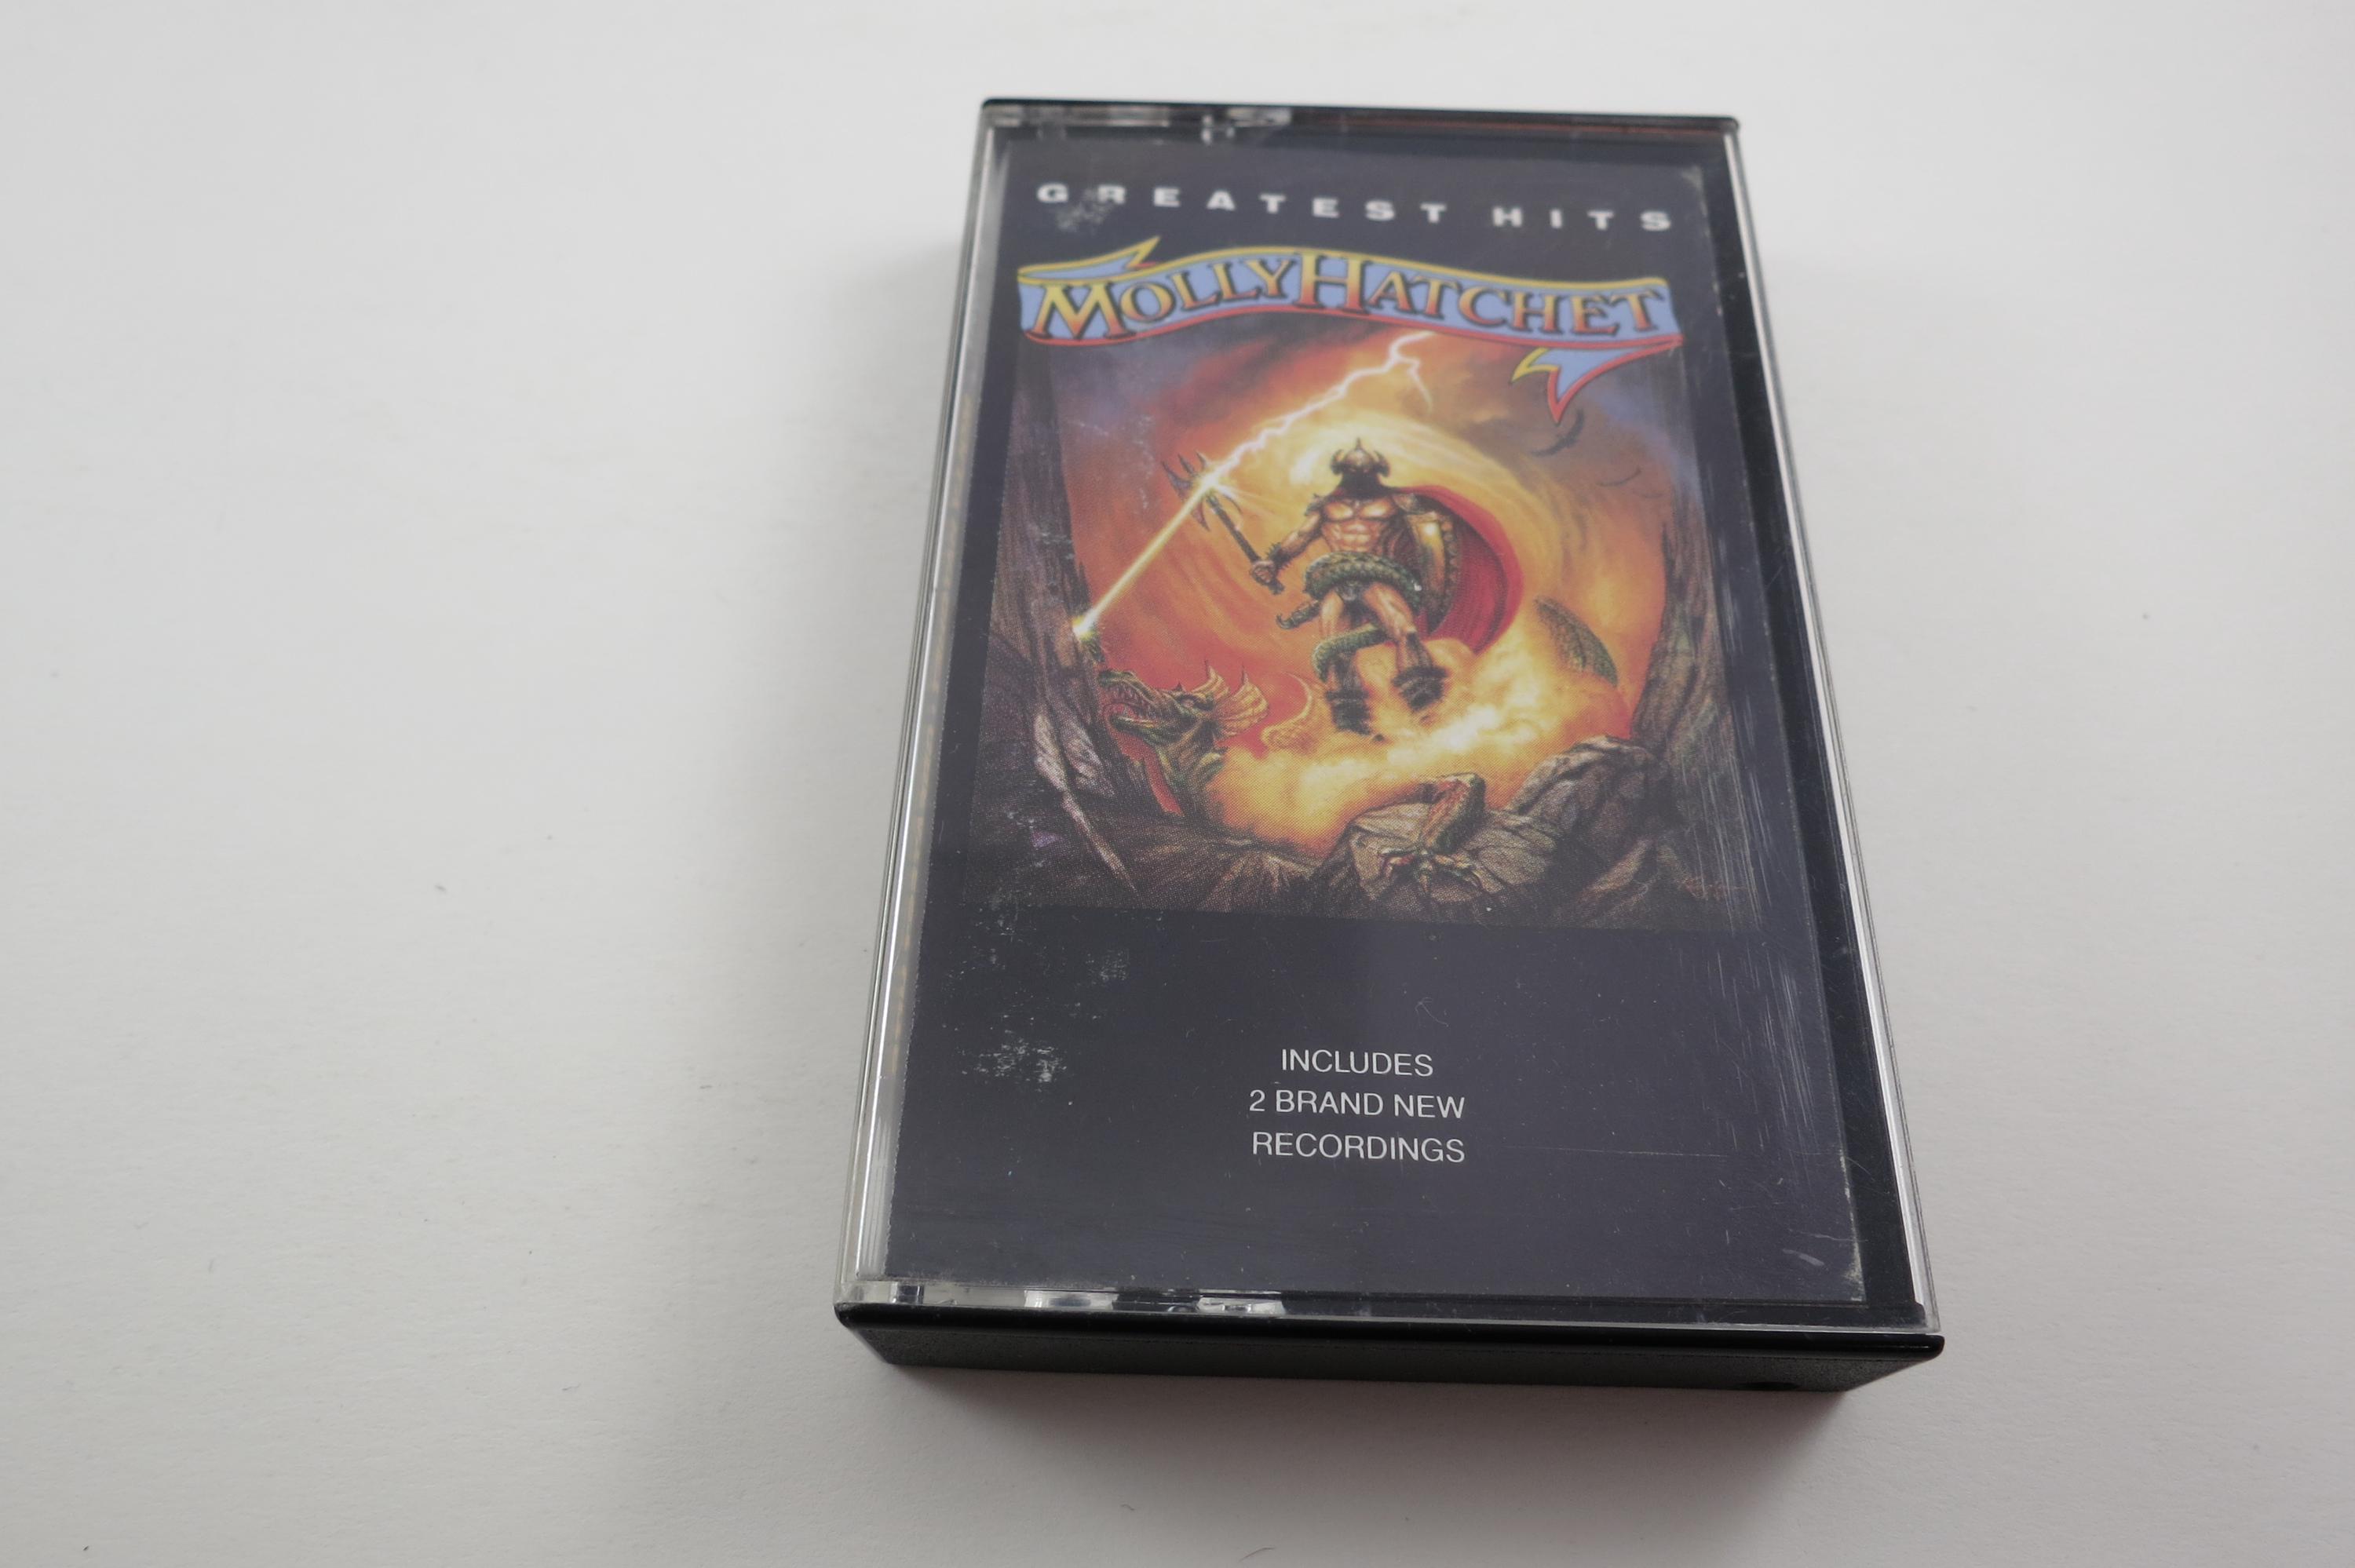 GREATEST HITS
MOLLY HATCHET
INCLUDES
2 BRAND NEW
RECORDINGS